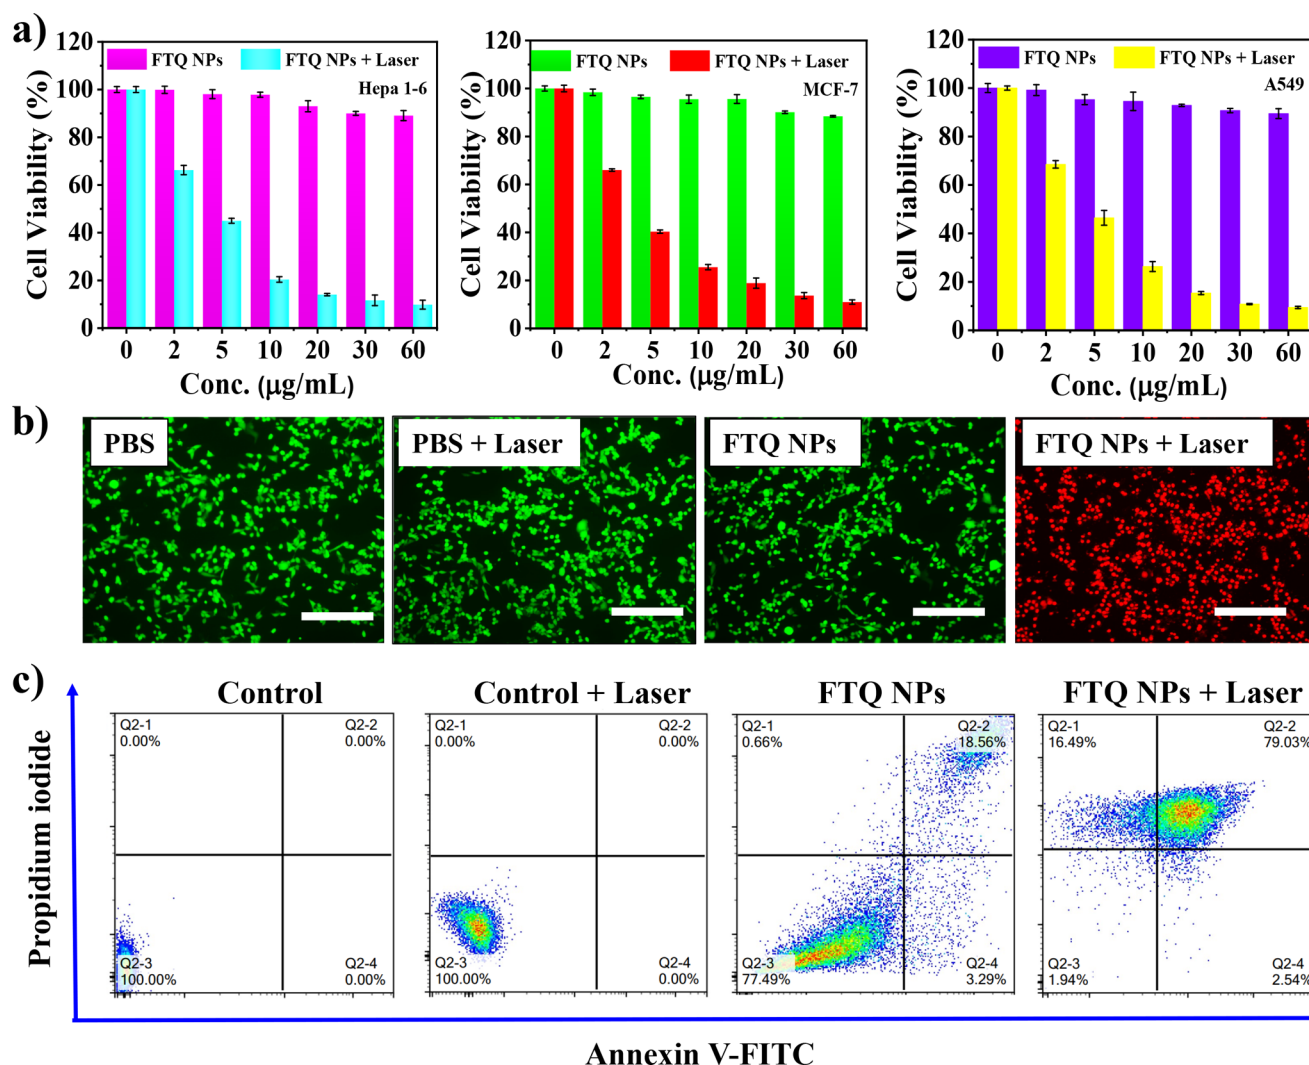 a)
120
100
80
60
40
20
0
Cell Viability (%)
FTQ NPs
FTQ NPs + Laser
Hepa 1-6
0 2 5 10 20 30 60
Conc. (μg/mL)
120
100
80
60
40
20
0
Cell Viability (%)
FTQ NPs
FTQ NPs + Laser
MCF-7
0 2 5 10 20 30 60
Conc. (μg/mL)
120
100
80
60
40
20
0
Cell Viability (%)
FTQ NPs
FTQ NPs + Laser
A549
0 2 5 10 20 30 60
Conc. (μg/mL)
b)
PBS
PBS + Laser
FTQ NPs
FTQ NPs + Laser
c)
Propidium iodide
Control
Q2-1
0.00%
Q2-2
0.00%
Q2-3
100.00%
Q2-4
0.00%
Control + Laser
Q2-1
0.00%
Q2-2
0.00%
Q2-3
100.00%
Q2-4
0.00%
FTQ NPs
Q2-1
0.66%
Q2-2
18.56%
Q2-3
77.49%
Q2-4
3.29%
FTQ NPs + Laser
Q2-1
16.49%
Q2-2
79.03%
Q2-3
1.94%
Q2-4
2.54%
Annexin V-FITC